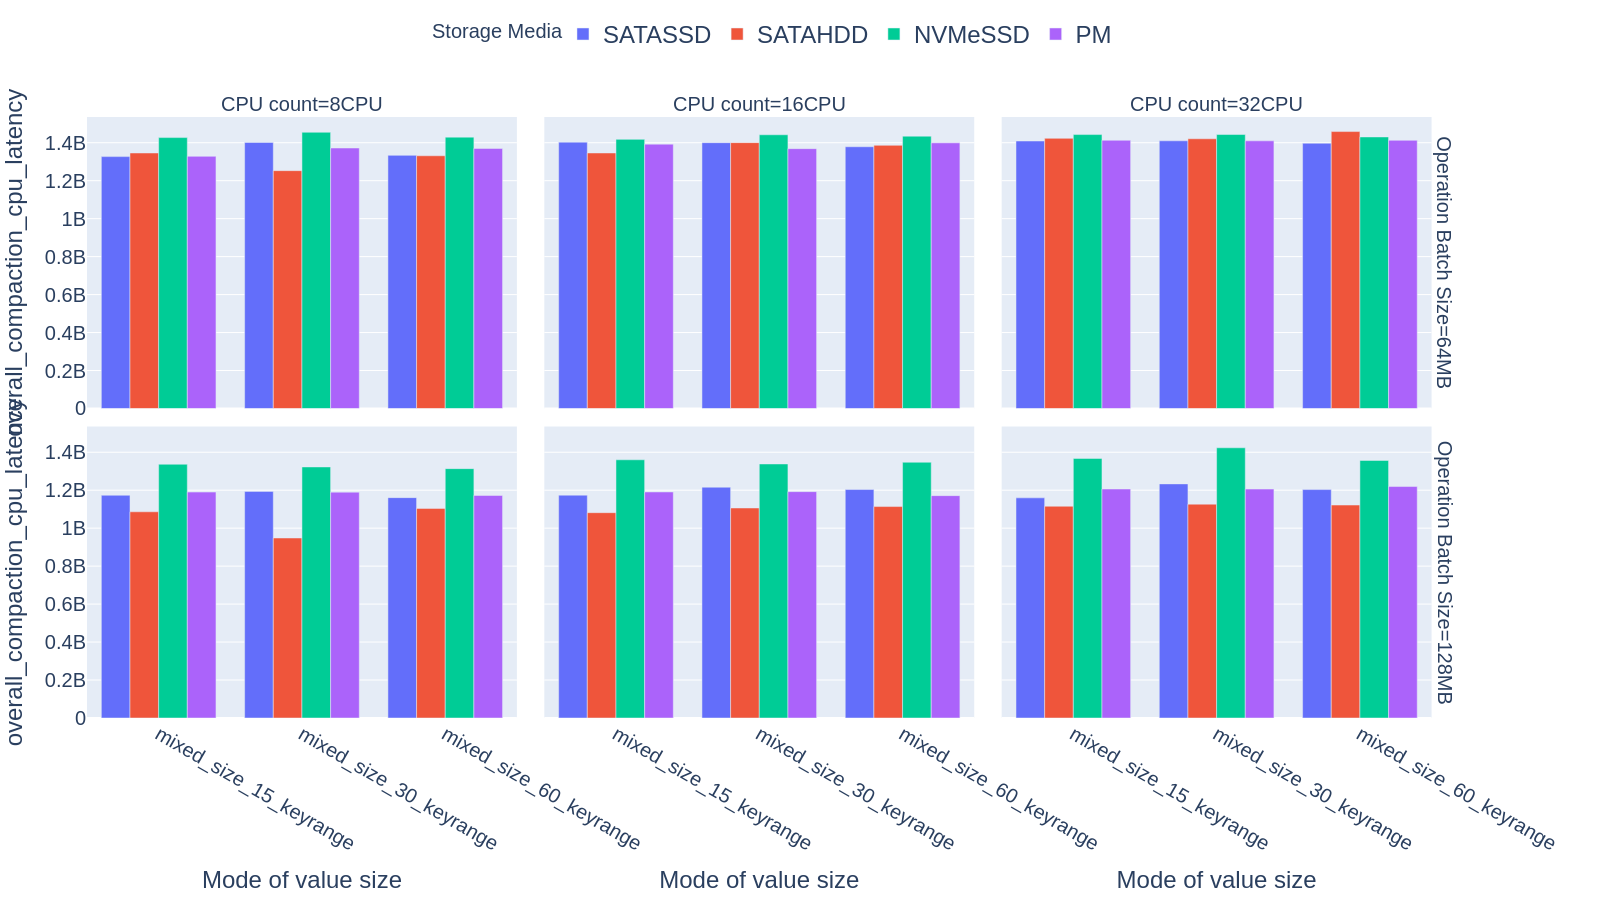 Storage Media SATASSD SATAHDD NVMeSSD PM
CPU count=8CPU CPU count=16CPU CPU count=32CPU
overall_compaction_cpu_latency
1.4B
1.2B
1B
0.8B
0.6B
0.4B
0.2B
0
Operation Batch Size=64MB
overall_compaction_cpu_latency
1.4B
1.2B
1B
0.8B
0.6B
0.4B
0.2B
0
Operation Batch Size=128MB
mixed_size_15_keyrange mixed_size_30_keyrange mixed_size_60_keyrange mixed_size_15_keyrange mixed_size_30_keyrange mixed_size_60_keyrange mixed_size_15_keyrange mixed_size_30_keyrange mixed_size_60_keyrange
Mode of value size Mode of value size Mode of value size